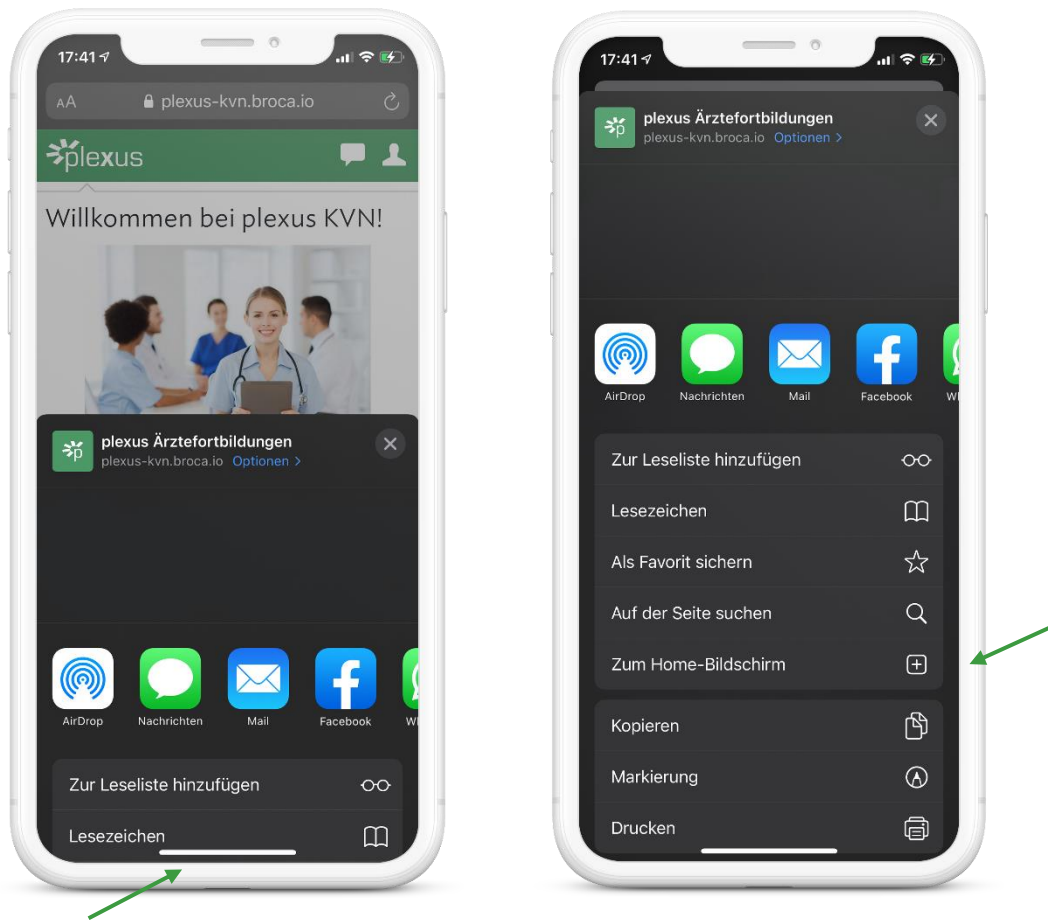 17:41
AA plexus-kvn.broca.io
plexus
Willkommen bei plexus KVN!
plexus Ärztefortbildungen
plexus-kvn.broca.io Optionen >
AirDrop Nachrichten Mail Facebook
Zur Leseliste hinzufügen
Lesezeichen
17:41
plexus Ärztefortbildungen
plexus-kvn.broca.io Optionen >
AirDrop Nachrichten Mail Facebook
Zur Leseliste hinzufügen
Lesezeichen
Als Favorit sichern
Auf der Seite suchen
Zum Home-Bildschirm
Kopieren
Markierung
Drucken